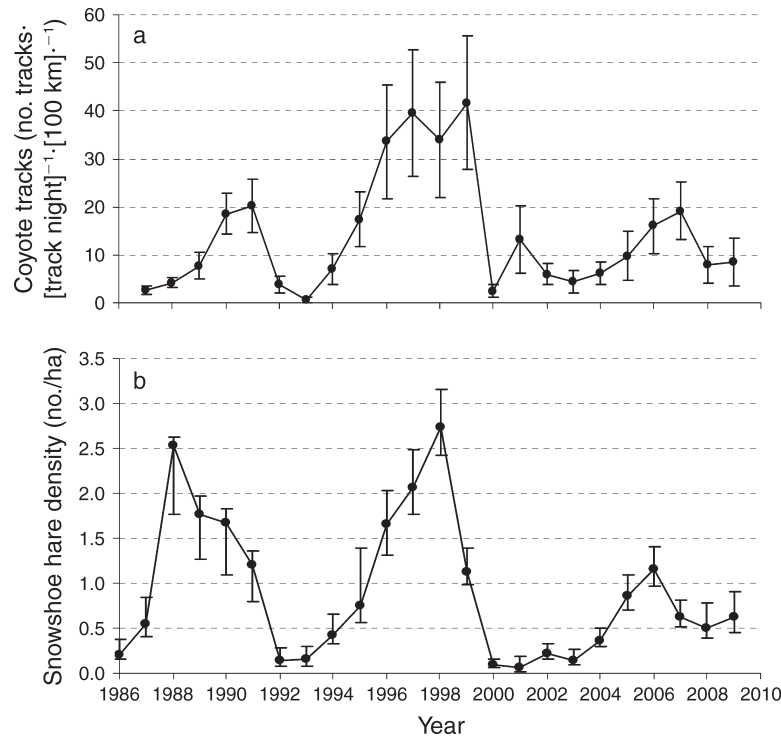 Coyote tracks (no. tracks·
[track night]⁻¹·[100 km]·⁻¹)
a
60
50
40
30
20
10
0
Snowshoe hare density (no./ha)
b
3.5
3.0
2.5
2.0
1.5
1.0
0.5
0.0
1986 1988 1990 1992 1994 1996 1998 2000 2002 2004 2006 2008 2010
Year